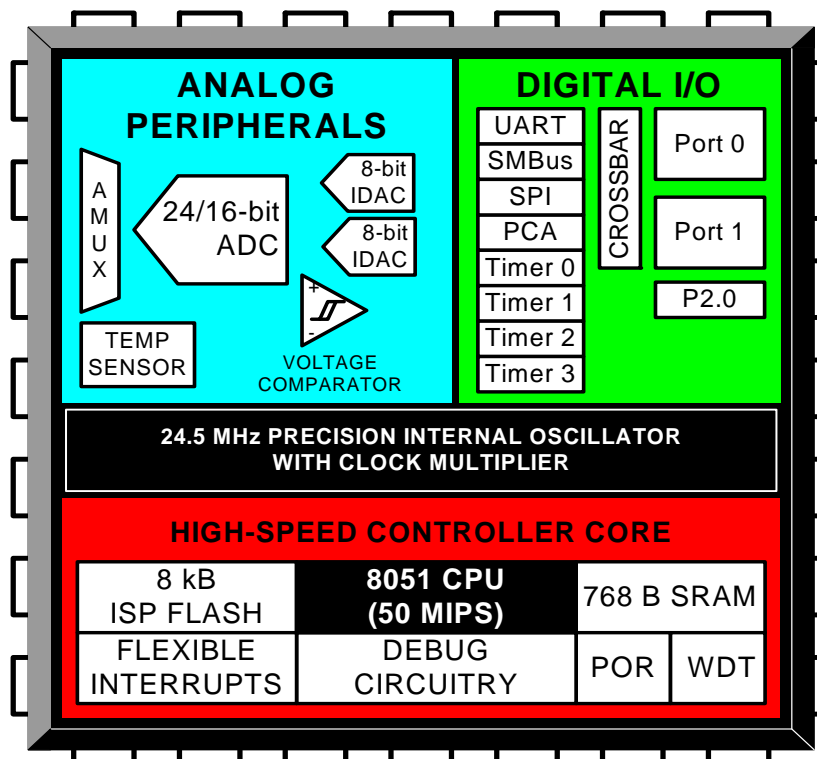 ANALOG
PERIPHERALS
A
M
U
X
24/16-bit
ADC
8-bit
IDAC
8-bit
IDAC
+
-
TEMP
SENSOR
VOLTAGE
COMPARATOR
DIGITAL I/O
UART
SMBus
SPI
PCA
Timer 0
Timer 1
Timer 2
Timer 3
CROSSBAR
Port 0
Port 1
P2.0
24.5 MHz PRECISION INTERNAL OSCILLATOR
WITH CLOCK MULTIPLIER
HIGH-SPEED CONTROLLER CORE
8 kB
ISP FLASH
8051 CPU
(50 MIPS)
768 B SRAM
FLEXIBLE
INTERRUPTS
DEBUG
CIRCUITRY
POR
WDT